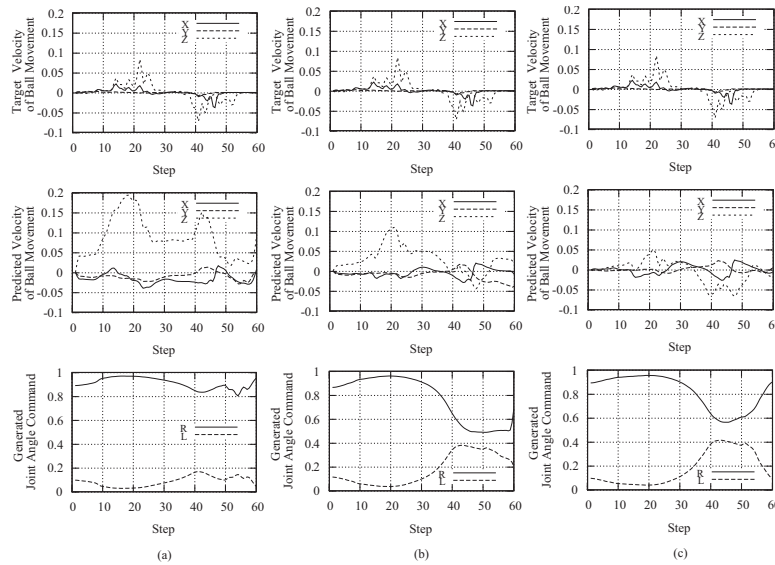 Target Velocity
of Ball Movement
0.2
0.15
0.1
0.05
0
-0.05
-0.1
X
Y
Z
0 10 20 30 40 50 60
Step
Target Velocity
of Ball Movement
0.2
0.15
0.1
0.05
0
-0.05
-0.1
X
Y
Z
0 10 20 30 40 50 60
Step
Target Velocity
of Ball Movement
0.2
0.15
0.1
0.05
0
-0.05
-0.1
X
Y
Z
0 10 20 30 40 50 60
Step
Predicted Velocity
of Ball Movement
0.2
0.15
0.1
0.05
0
-0.05
-0.1
X
Y
Z
0 10 20 30 40 50 60
Step
Predicted Velocity
of Ball Movement
0.2
0.15
0.1
0.05
0
-0.05
-0.1
X
Y
Z
0 10 20 30 40 50 60
Step
Predicted Velocity
of Ball Movement
0.2
0.15
0.1
0.05
0
-0.05
-0.1
X
Y
Z
0 10 20 30 40 50 60
Step
Generated
Joint Angle Command
1
0.8
0.6
0.4
0.2
0
R
L
0 10 20 30 40 50 60
Step
(a)
Generated
Joint Angle Command
1
0.8
0.6
0.4
0.2
0
R
L
0 10 20 30 40 50 60
Step
(b)
Generated
Joint Angle Command
1
0.8
0.6
0.4
0.2
0
R
L
0 10 20 30 40 50 60
Step
(c)